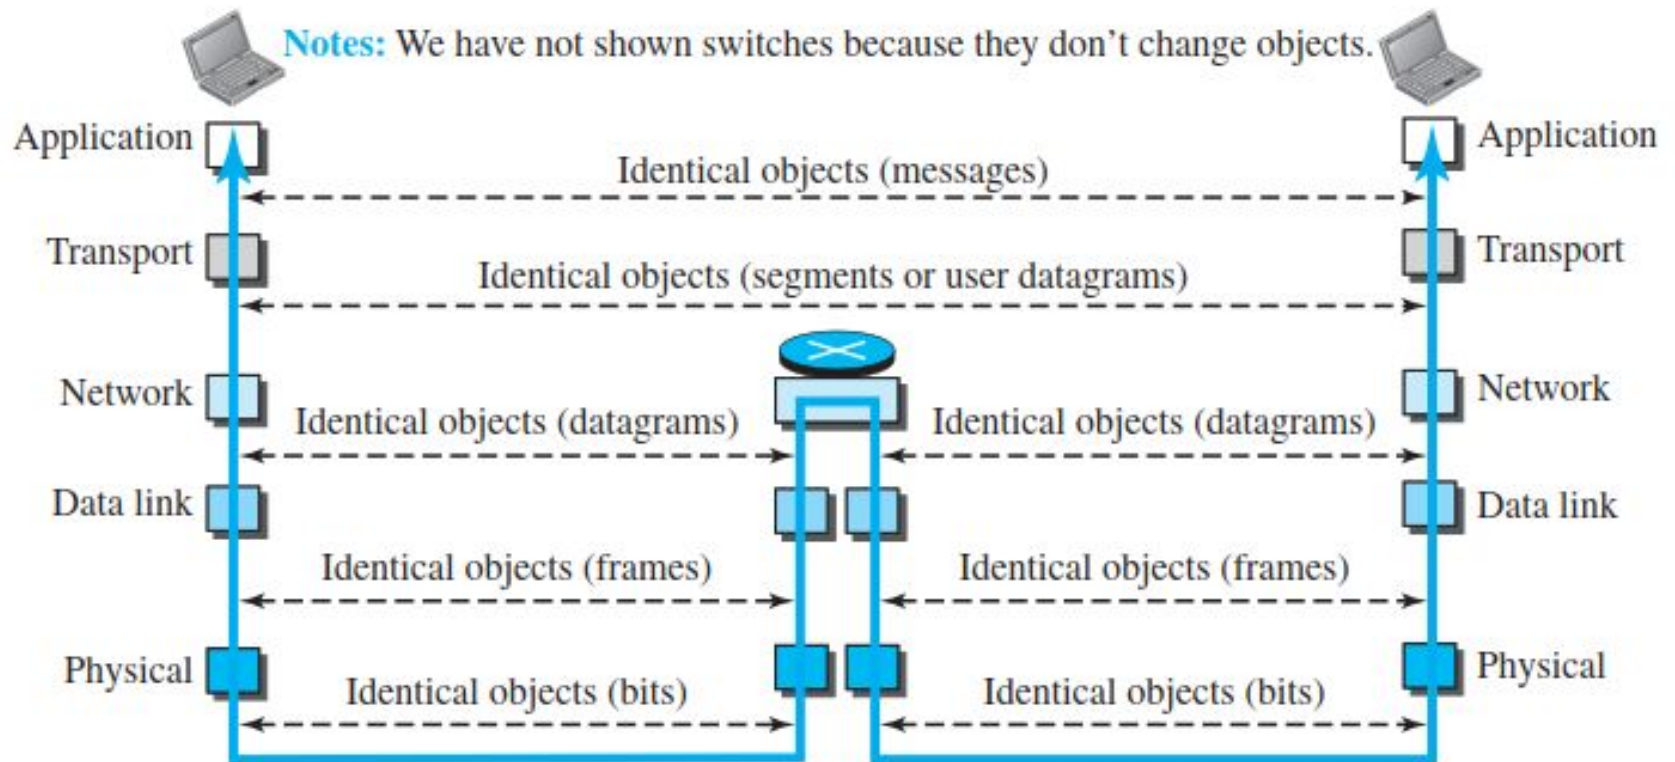 Notes: We have not shown switches because they don't change objects.
Application
Application
Identical objects (messages)
Transport
Transport
Identical objects (segments or user datagrams)
Network
Network
Identical objects (datagrams)
Identical objects (datagrams)
Data link
Data link
Identical objects (frames)
Identical objects (frames)
Physical
Physical
Identical objects (bits)
Identical objects (bits)